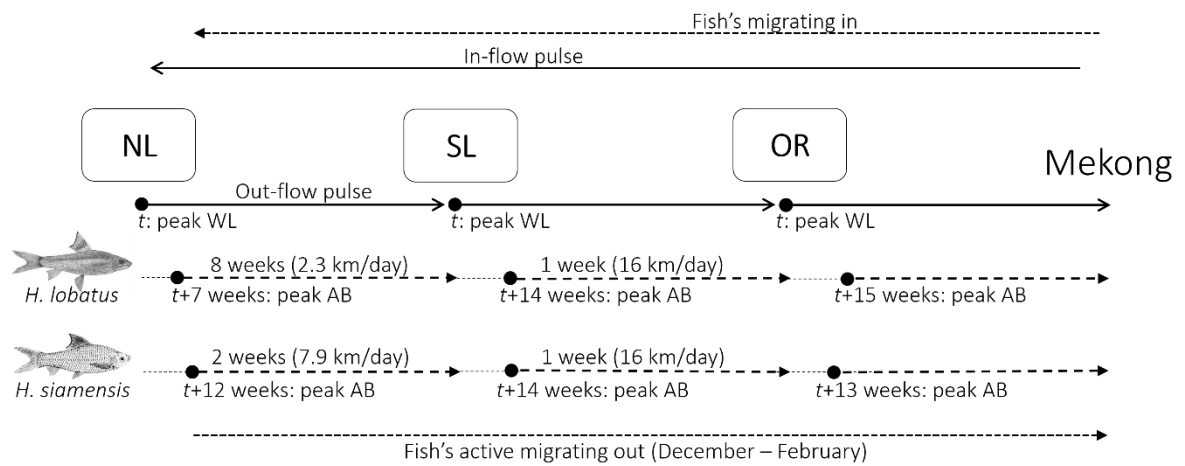 Fish's migrating in
In-flow pulse
NL
SL
OR
Mekong
Out-flow pulse
t: peak WL
t: peak WL
t: peak WL
8 weeks (2.3 km/day)
1 week (16 km/day)
H. lobatus
t+7 weeks: peak AB
t+14 weeks: peak AB
t+15 weeks: peak AB
2 weeks (7.9 km/day)
1 week (16 km/day)
H. siamensis
t+12 weeks: peak AB
t+14 weeks: peak AB
t+13 weeks: peak AB
Fish's active migrating out (December – February)